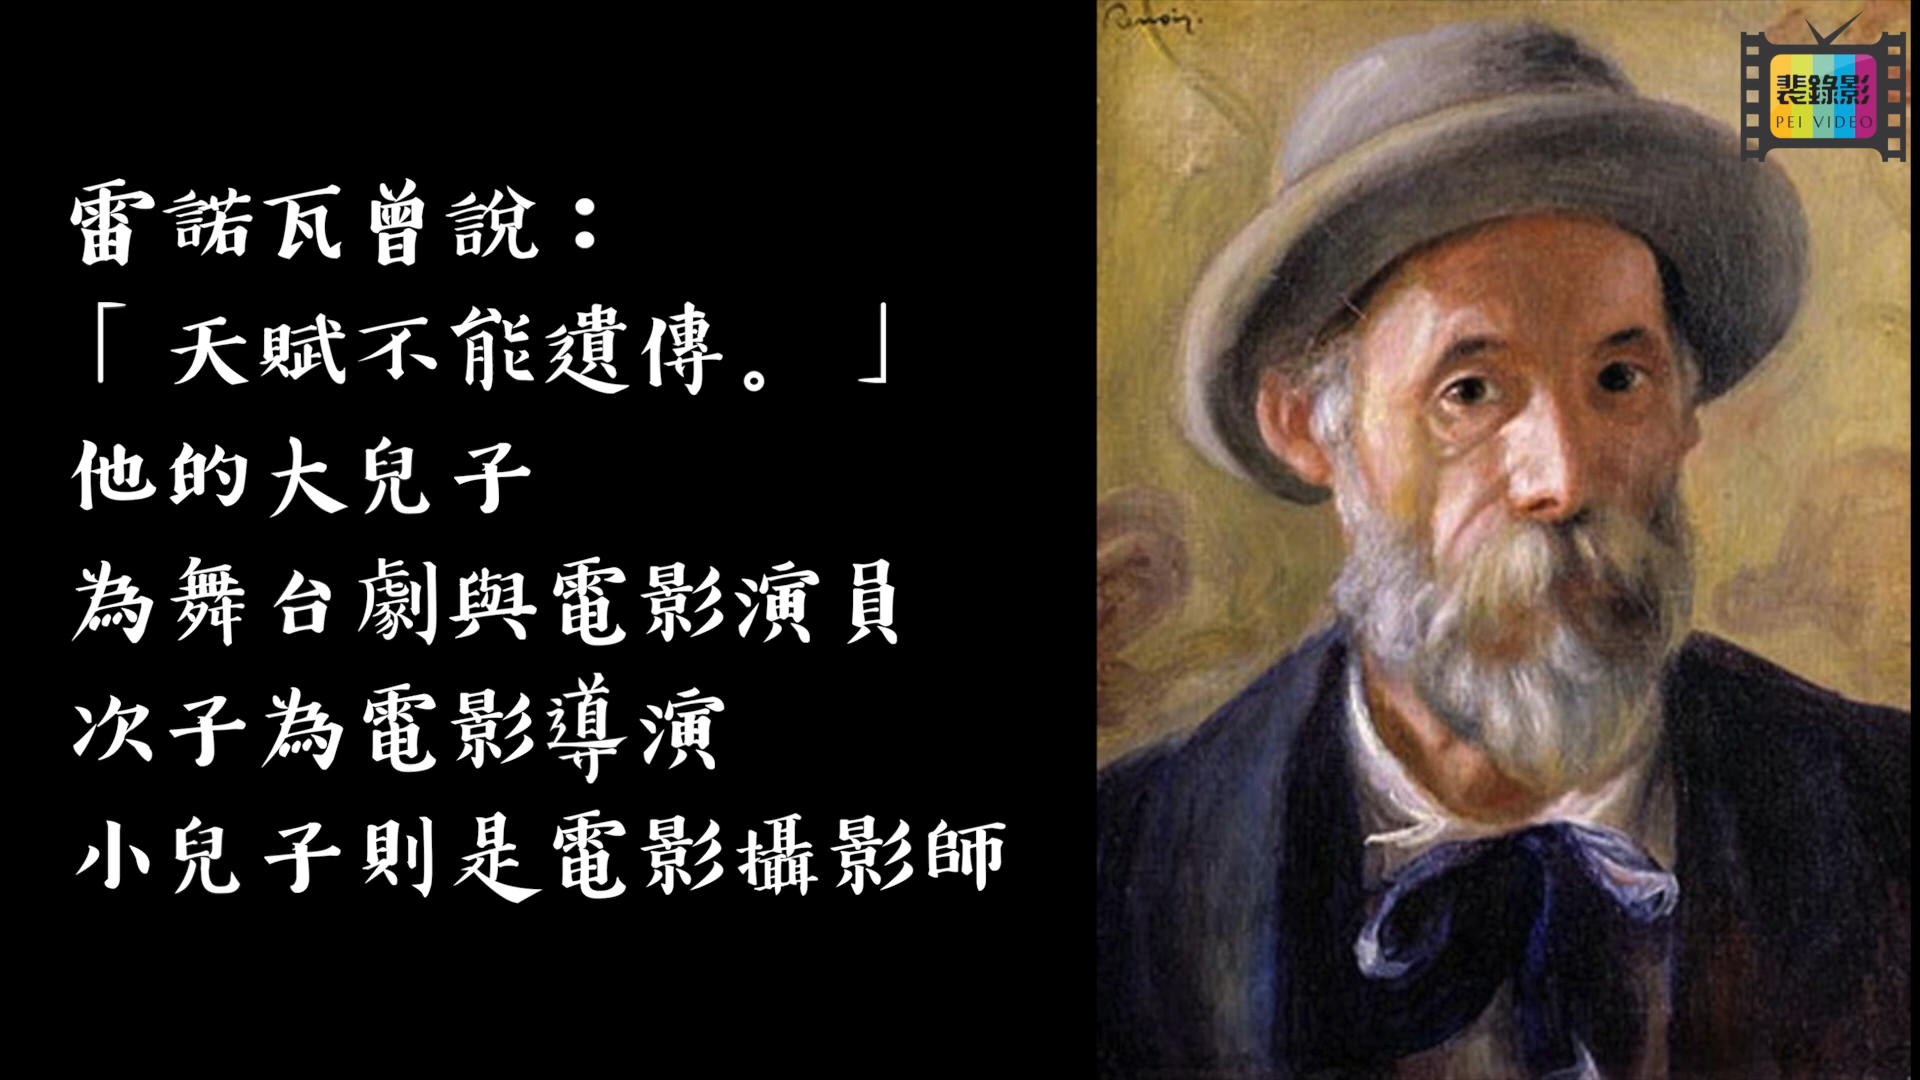 雷諾瓦曾說：
「 天賦不能遺傳。 」
他的大兒子
為舞台劇與電影演員
次子為電影導演
小兒子則是電影攝影師
Renoir.
裴錄影
PEI VIDEO